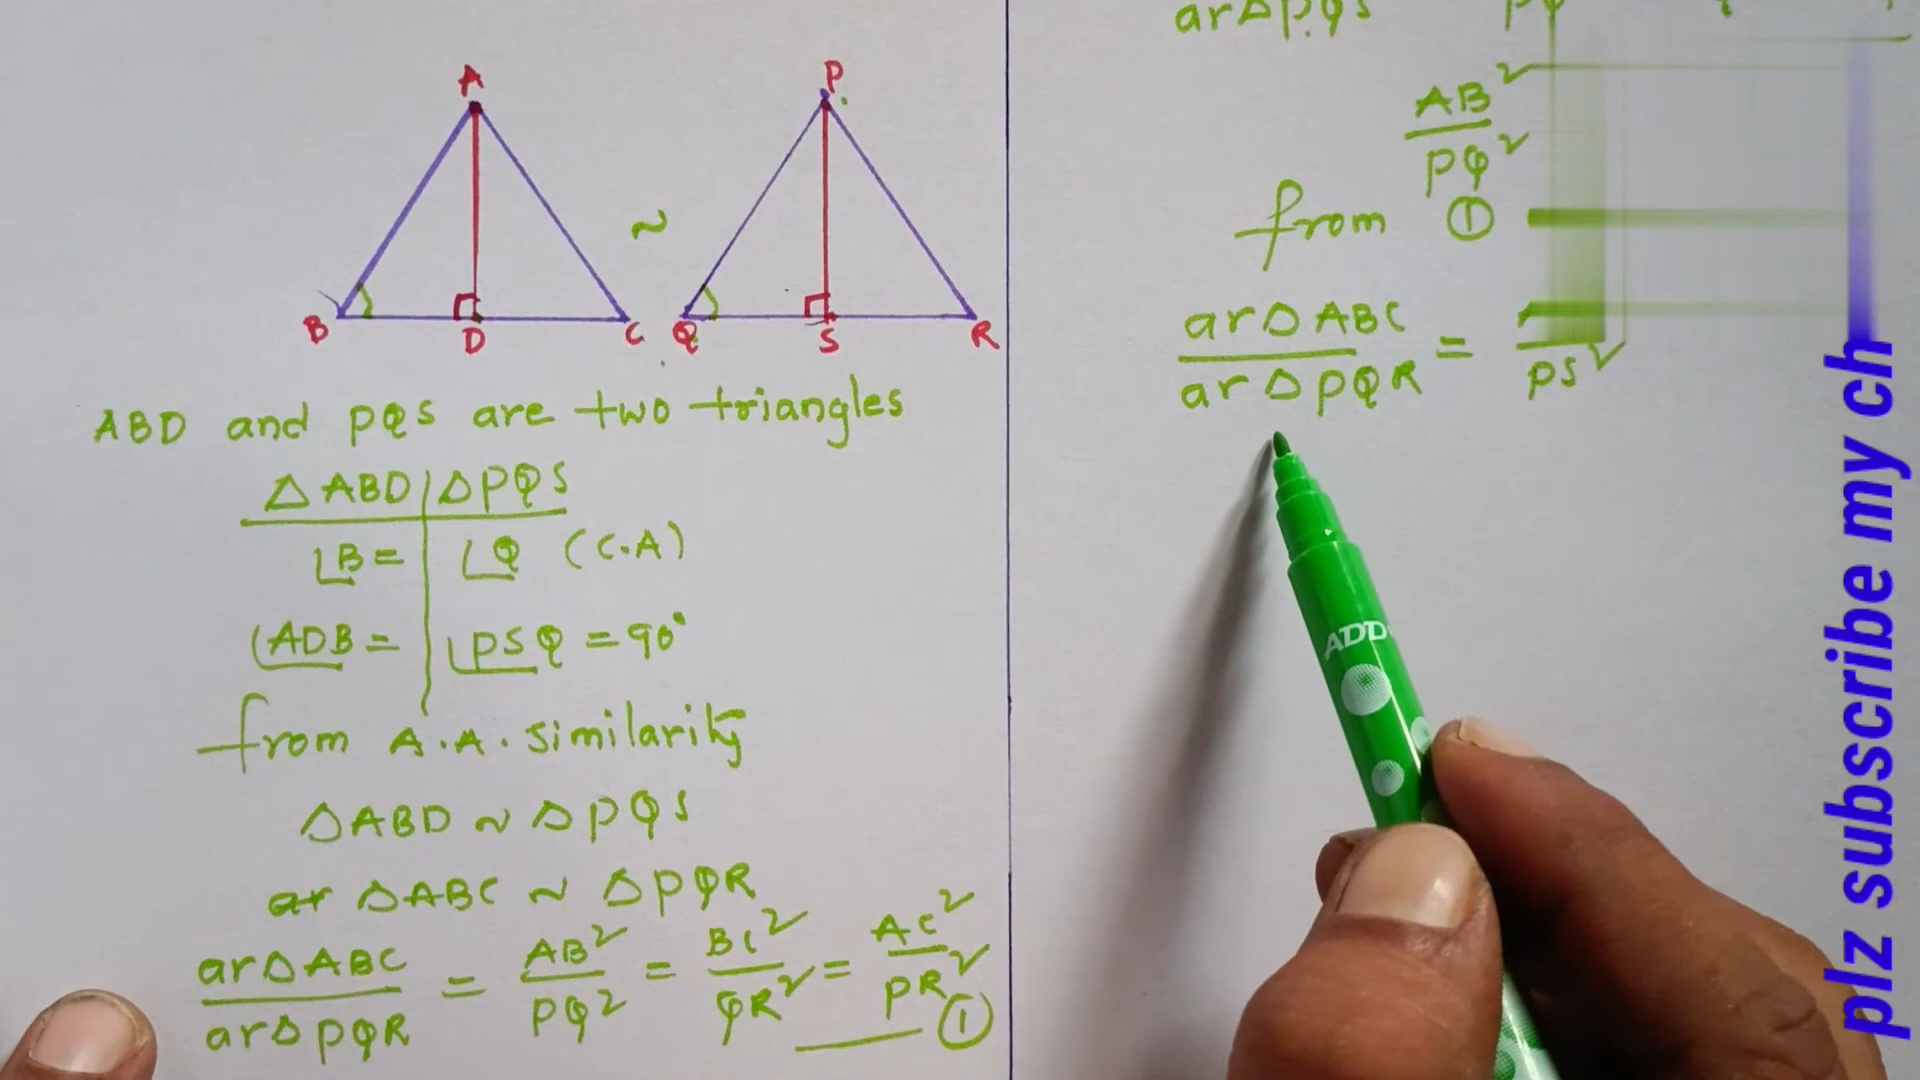 A
P
~
B
D
C
Q
S
R
ABD and PQS are two triangles
△ABD | △PQS
∠B = ∠Q (C.A)
∠ADB = ∠PSQ = 90°
from A.A. similarity
△ABD ~ △PQS
ar △ABC ~ △PQR
ar△ABC / ar△PQR = AB² / PQ² = BC² / QR² = AC² / PR² ①
ar△PQS PQ
AB² / PQ²
from ①
ar△ABC / ar△PQR = / PS²
ADD
plz subscribe my ch